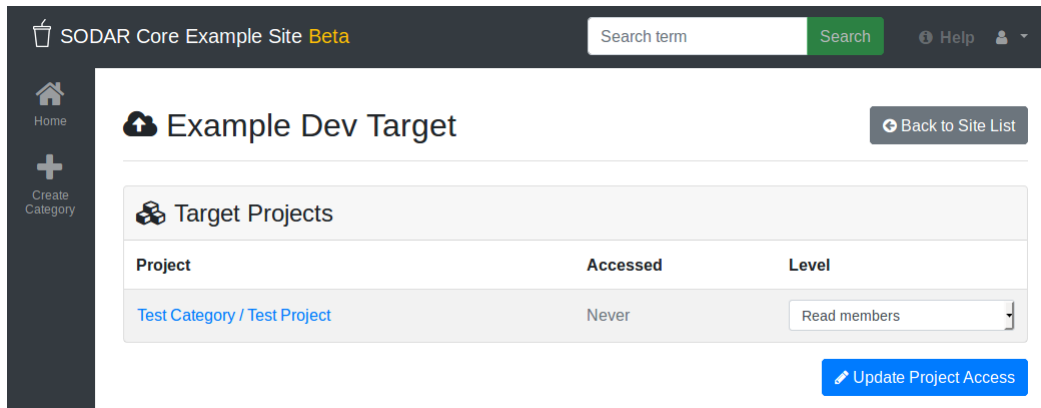 SODAR Core Example Site Beta
Search term
Search
Help
Home
Create
Category
Example Dev Target
Back to Site List
Target Projects
Project Accessed Level
Test Category / Test Project Never Read members
Update Project Access